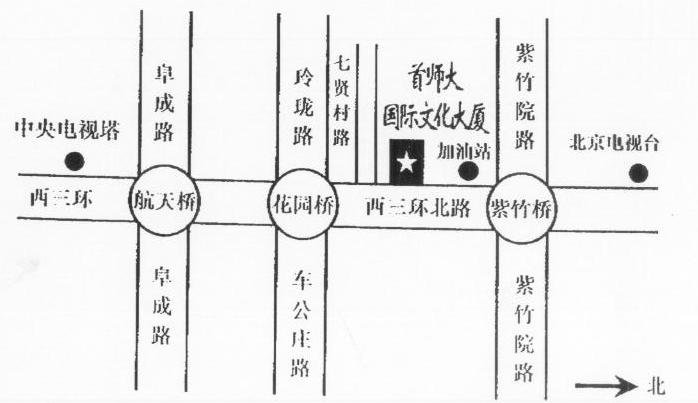 阜成路
玲珑路
七贤村路
首师大
国际文化大厦
紫竹院路
中央电视塔
加油站
北京电视台
西三环
航天桥
花园桥
西三环北路
紫竹桥
阜成路
车公庄路
紫竹院路
北